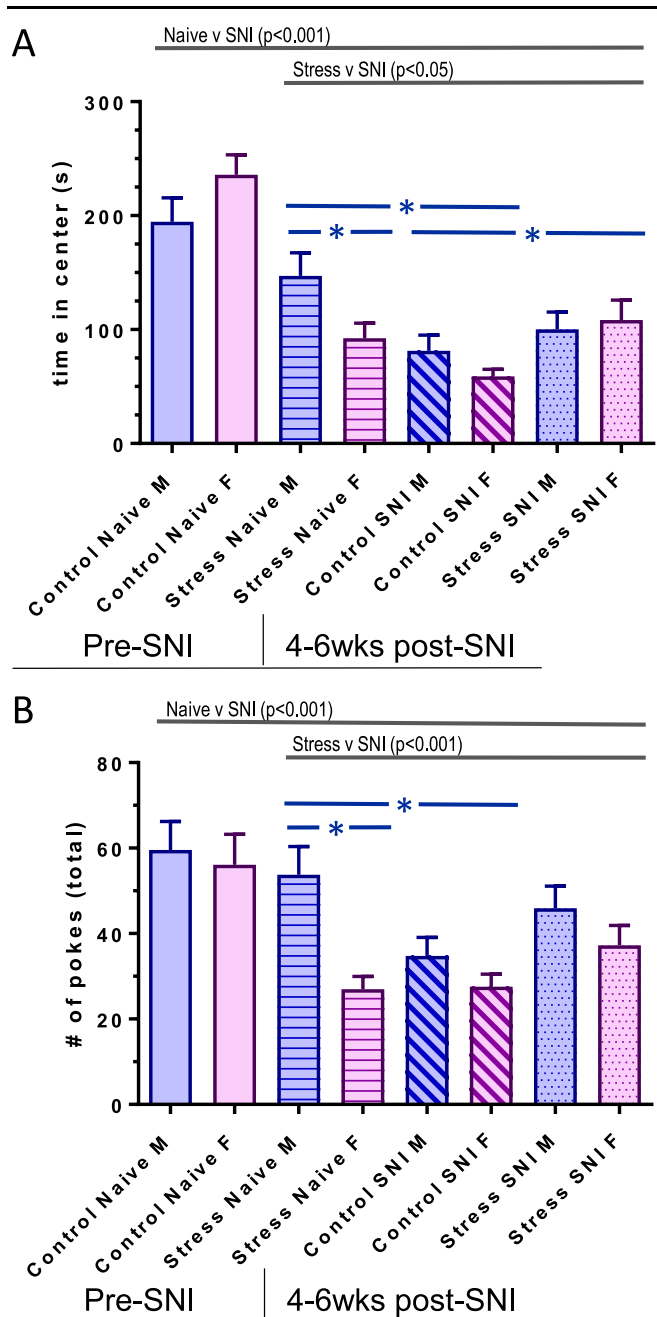 A
Naive v SNI (p<0.001)
Stress v SNI (p<0.05)
300
200
100
0
time in center (s)
*
*
*
Control Naive M
Control Naive F
Stress Naive M
Stress Naive F
Control SNI M
Control SNI F
Stress SNI M
Stress SNI F
Pre-SNI
4-6wks post-SNI
B
Naive v SNI (p<0.001)
Stress v SNI (p<0.001)
80
60
40
20
0
# of pokes (total)
*
*
Control Naive M
Control Naive F
Stress Naive M
Stress Naive F
Control SNI M
Control SNI F
Stress SNI M
Stress SNI F
Pre-SNI
4-6wks post-SNI